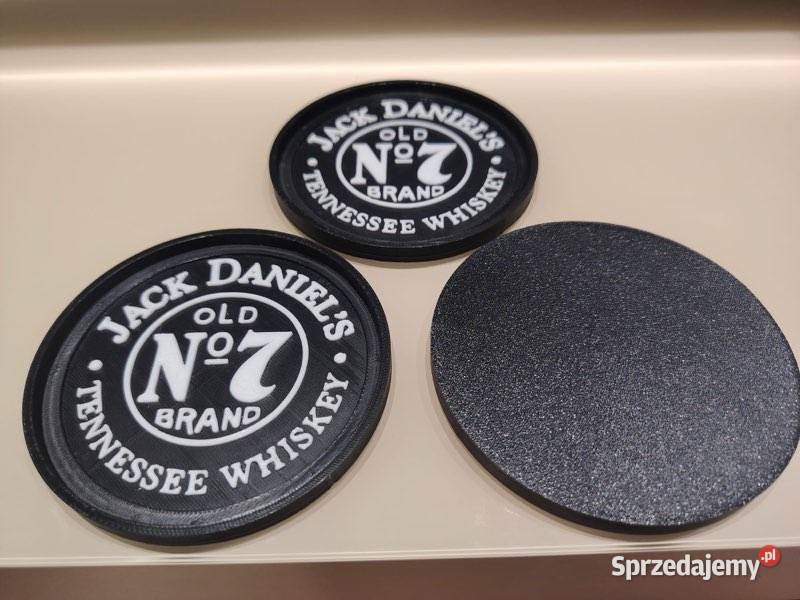 JACK DANIEL'S
OLD
Nº7
BRAND
• TENNESSEE WHISKEY •
JACK DANIEL'S
OLD
Nº7
BRAND
• TENNESSEE WHISKEY •
Sprzedajemy.pl